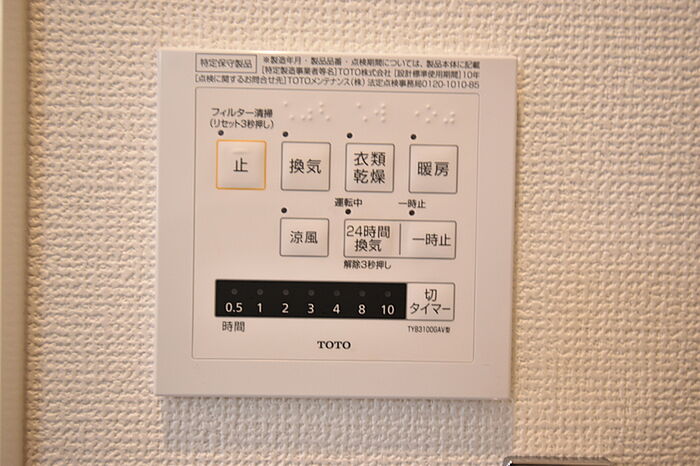 特定保守製品
※製造年月・製品品番・点検期間については、製品本体に記載
[特定製造事業者等名]TOTO株式会社 [設計標準使用期間]10年
[点検に関するお問合せ先]TOTOメンテナンス(株) 法定点検事務局0120-1010-85
フィルター清掃
(リセット3秒押し)
止
換気
衣類
乾燥
暖房
運転中
一時止
涼風
24時間
換気
一時止
解除3秒押し
0.5 1 2 3 4 8 10
切
タイマー
時間
TYB3100GAV型
TOTO